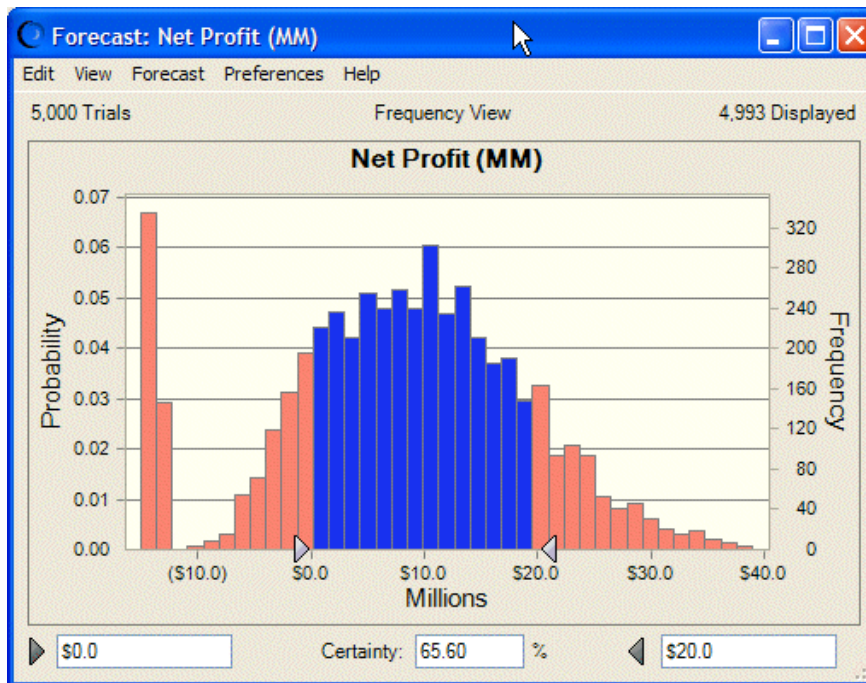 Forecast: Net Profit (MM)
Edit View Forecast Preferences Help
5,000 Trials Frequency View 4,993 Displayed
Net Profit (MM)
0.07
0.06
0.05
0.04
0.03
0.02
0.01
0.00
Probability
320
280
240
200
160
120
80
40
0
Frequency
($10.0) $0.0 $10.0 $20.0 $30.0 $40.0
Millions
$0.0 Certainty: 65.60 % $20.0